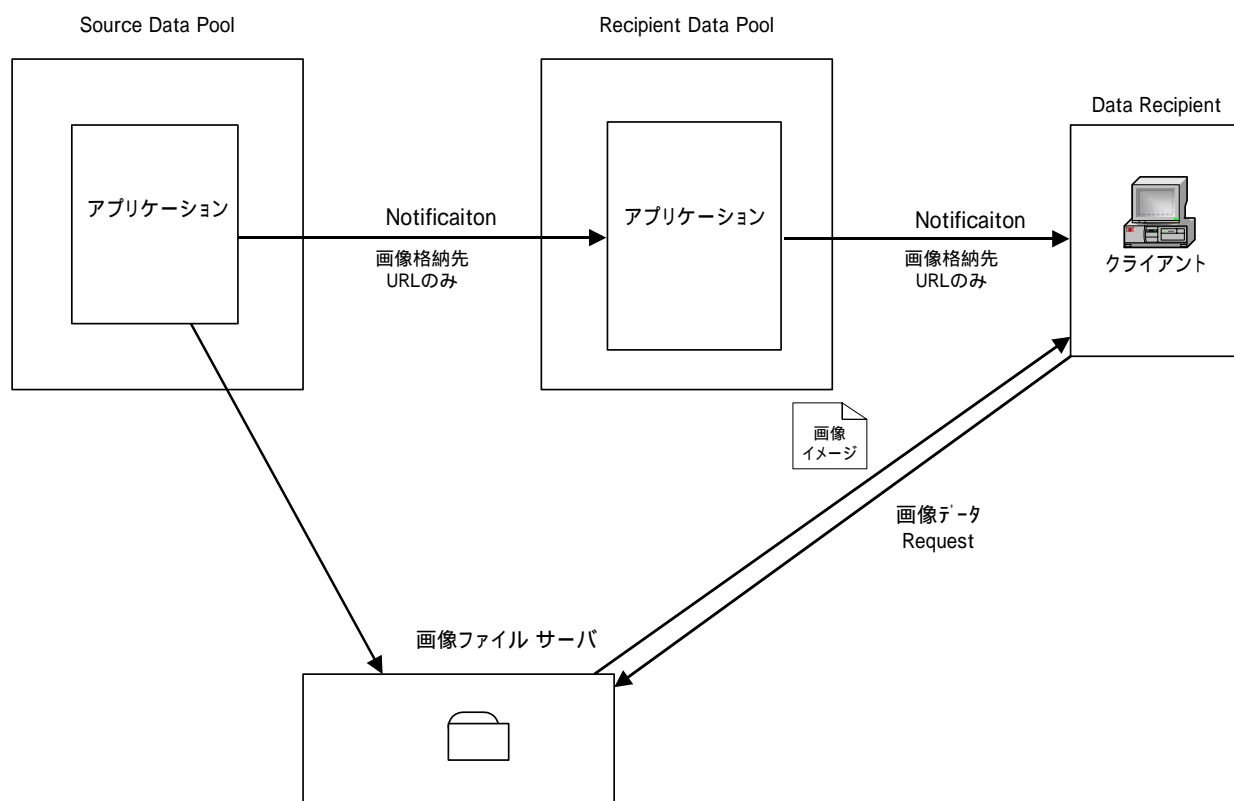 Source Data Pool
Recipient Data Pool
Data Recipient
アプリケーション
Notificaiton
画像格納先
URLのみ
アプリケーション
Notificaiton
画像格納先
URLのみ
クライアント
画像
イメージ
画像ﾃﾞｰﾀ
Request
画像ファイル サーバ